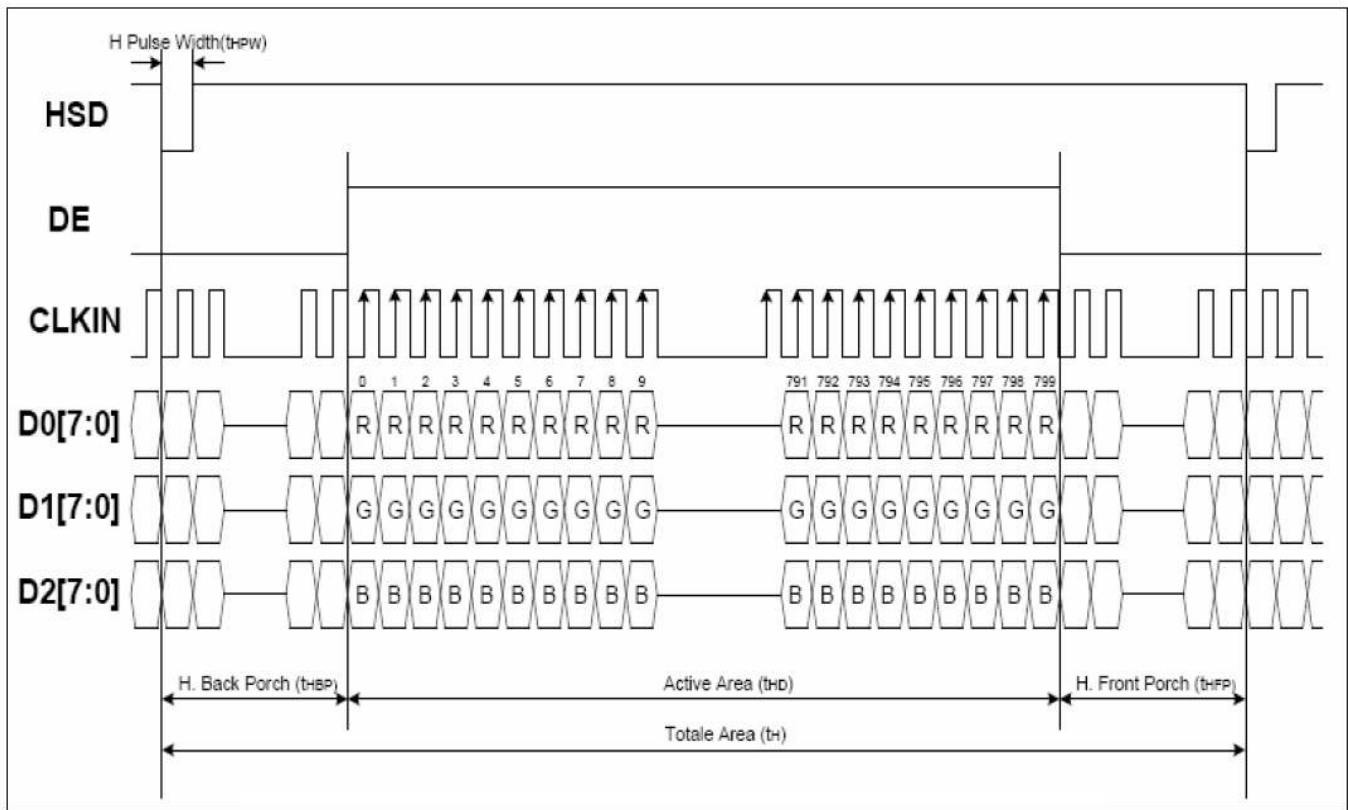 H Pulse Width(tHPW)
HSD
DE
CLKIN
0 1 2 3 4 5 6 7 8 9 791 792 793 794 795 796 797 798 799
D0[7:0] R R R R R R R R R R R R R R R R R R R
D1[7:0] G G G G G G G G G G G G G G G G G G G
D2[7:0] B B B B B B B B B B B B B B B B B B B
H. Back Porch (tHBP) Active Area (tHD) H. Front Porch (tHFP)
Totale Area (tH)